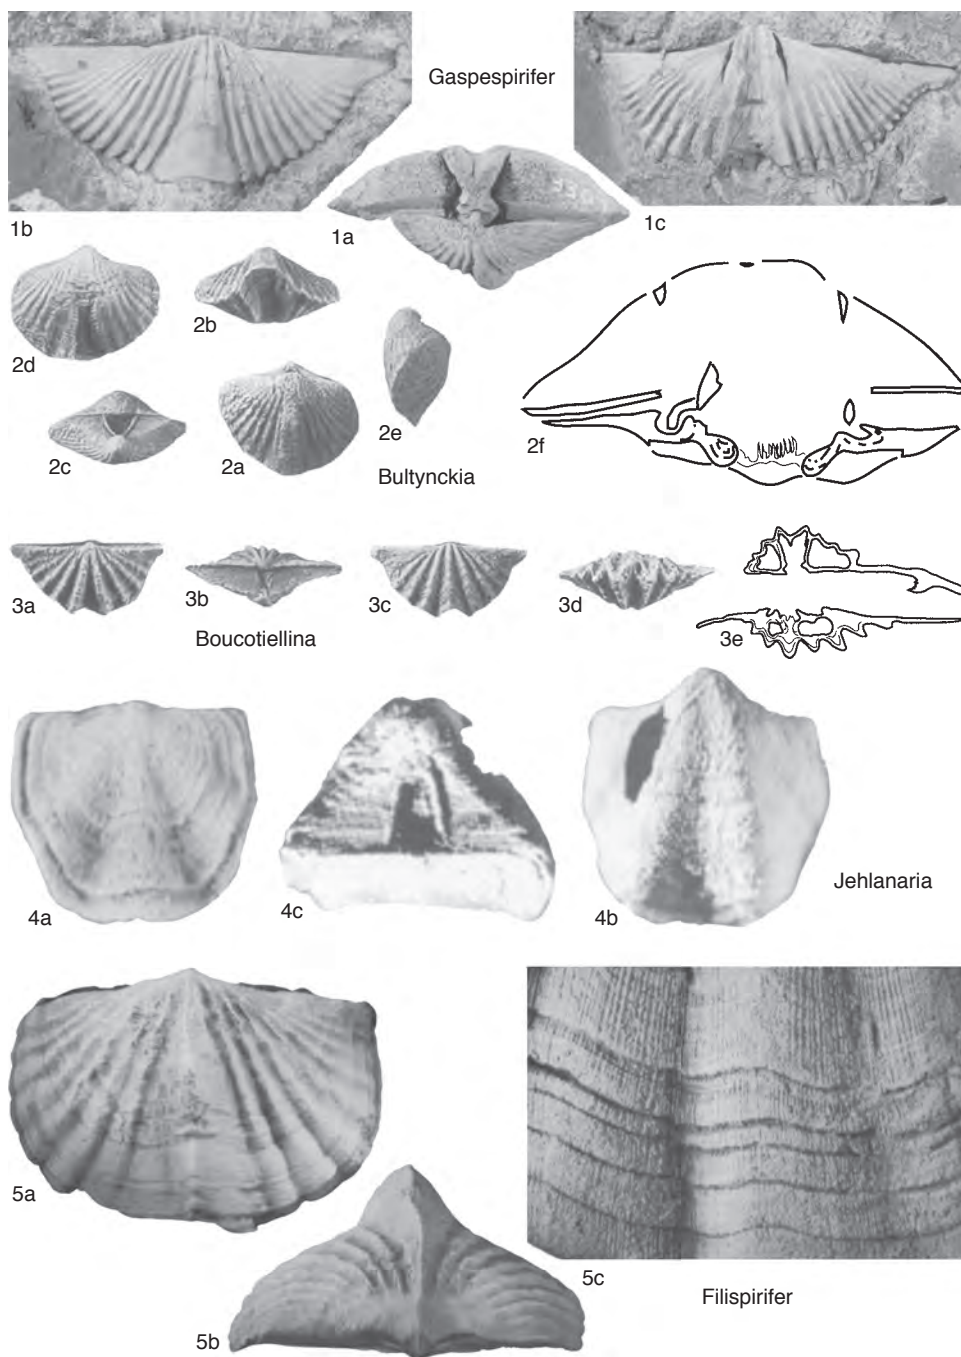 Gaspespirifer
1b
1a
1c
2d
2b
2e
2f
2c
2a
Bultynckia
3a
3b
3c
3d
3e
Boucotiellina
4a
4c
4b
Jehlanaria
5a
5c
5b
Filispirifer